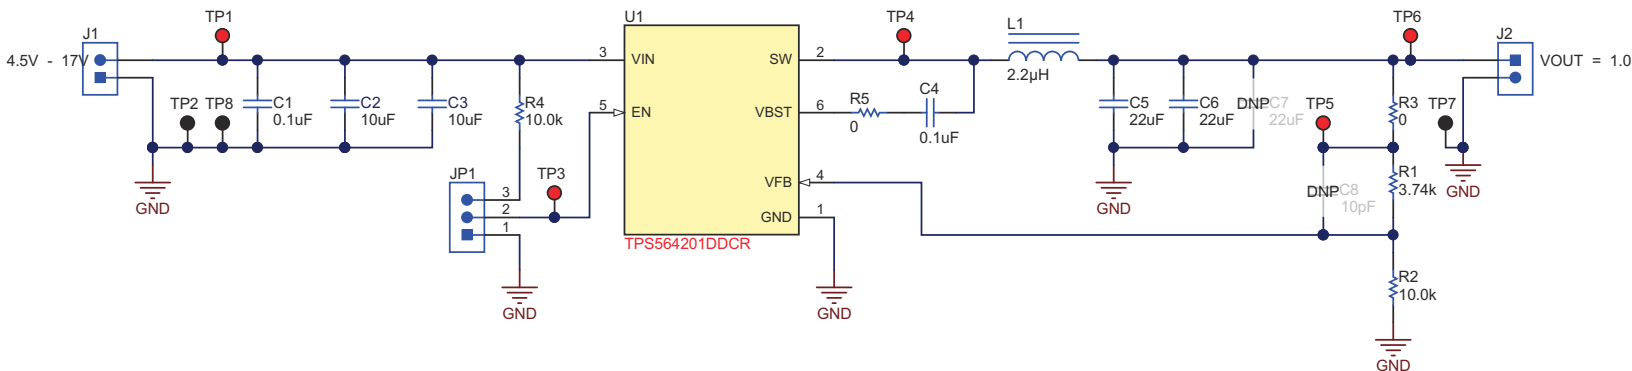 J1
4.5V - 17V
TP1
TP2
TP8
C1
0.1uF
C2
10uF
C3
10uF
R4
10.0k
JP1
3
2
1
TP3
GND
GND
U1
3
VIN
5
EN
SW
2
VBST
6
VFB
4
GND
1
TPS564201DDCR
GND
TP4
R5
0
C4
0.1uF
L1
2.2µH
C5
22uF
C6
22uF
DNP
C7
22uF
GND
TP5
DNP
C8
10pF
TP6
R3
0
R1
3.74k
R2
10.0k
GND
TP7
GND
J2
VOUT = 1.0